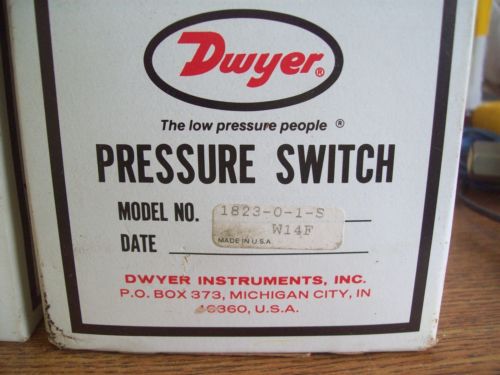 Dwyer®
The low pressure people ®
PRESSURE SWITCH
MODEL NO. 1823-0-1-S
W14F
DATE MADE IN U.S.A.
DWYER INSTRUMENTS, INC.
P.O. BOX 373, MICHIGAN CITY, IN
46360, U.S.A.